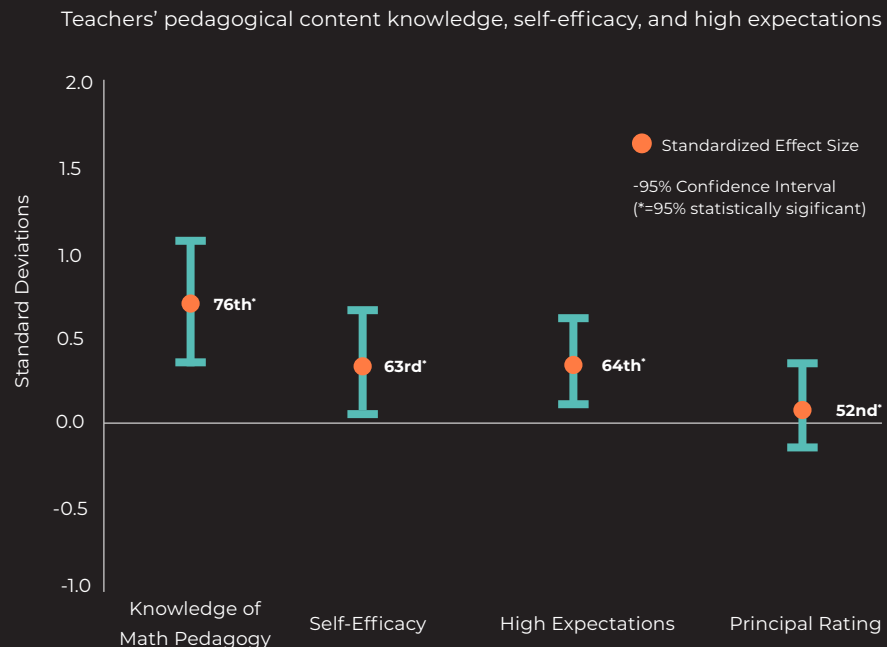 Teachers’ pedagogical content knowledge, self-efficacy, and high expectations
2.0
1.5
1.0
0.5
0.0
-0.5
-1.0
Standard Deviations
Standardized Effect Size
-95% Confidence Interval
(*=95% statistically sigificant)
76th*
63rd*
64th*
52nd*
Knowledge of
Math Pedagogy
Self-Efficacy
High Expectations
Principal Rating